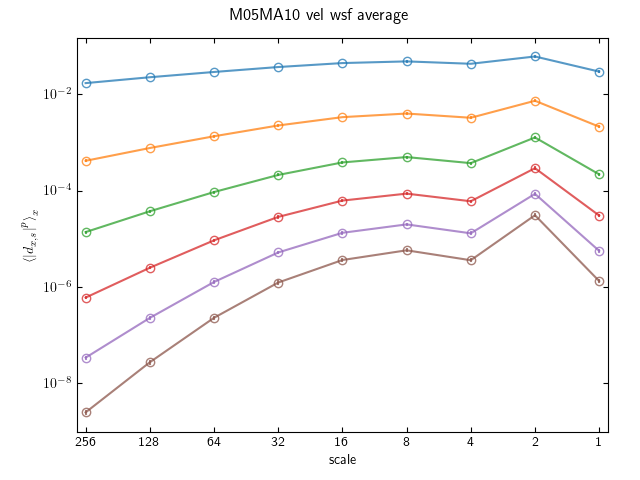 M05MA10 vel wsf average
10⁻²
10⁻⁴
10⁻⁶
10⁻⁸
⟨|d_{x,s}|^p⟩_x
256 128 64 32 16 8 4 2 1
scale